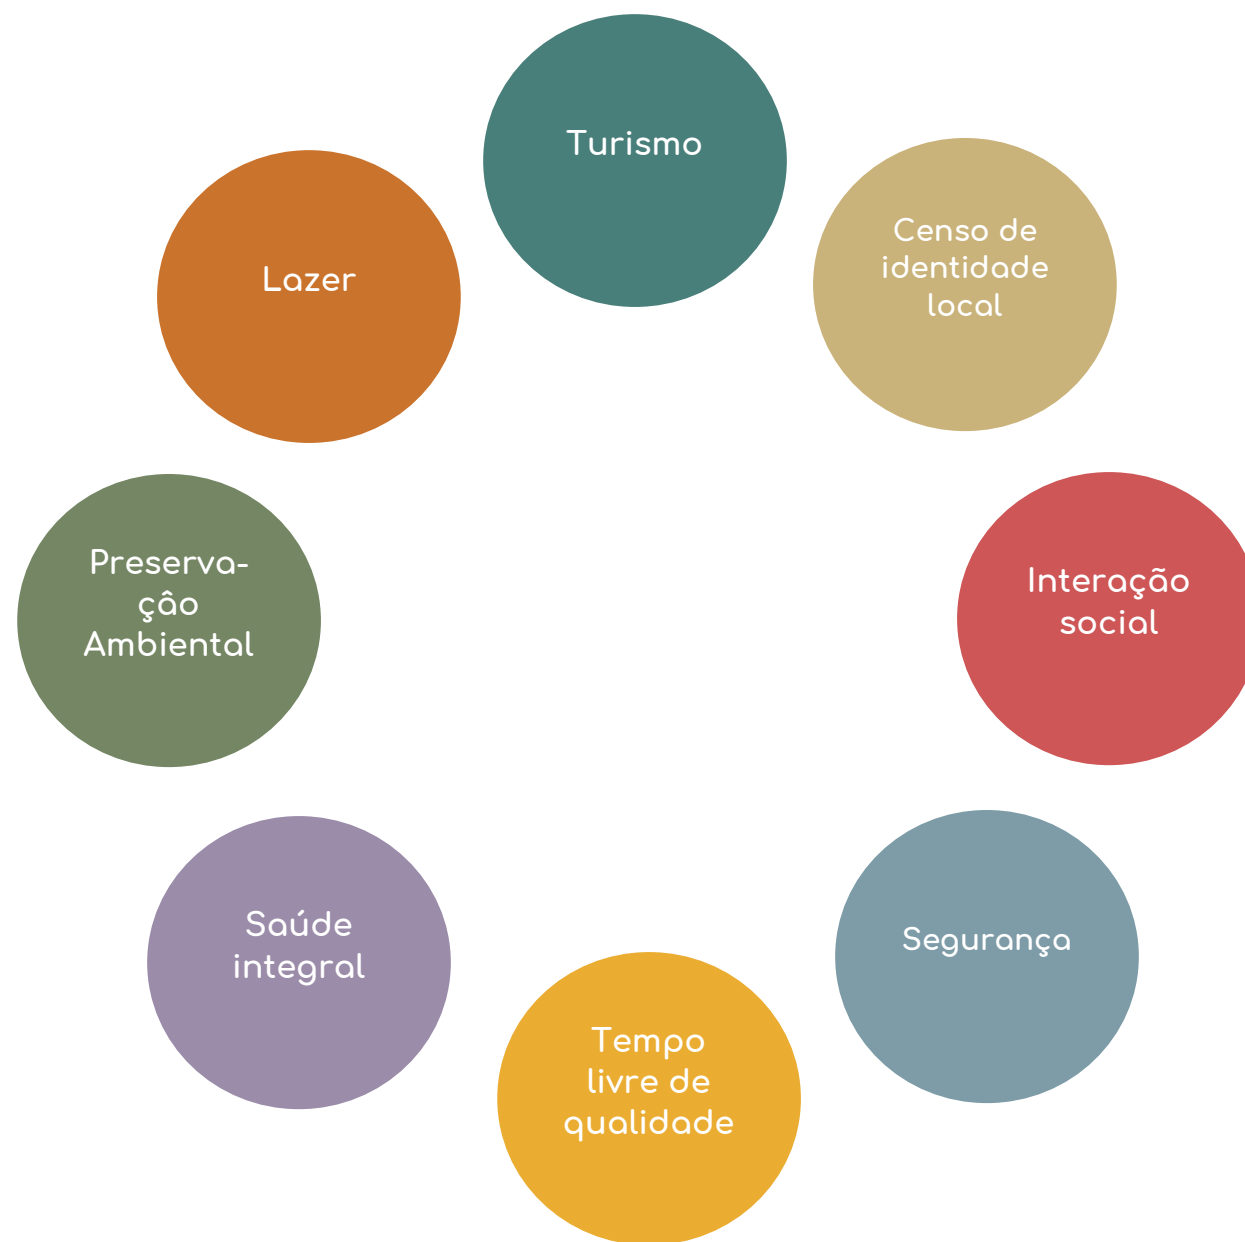 Turismo
Censo de
identidade
local
Interação
social
Segurança
Tempo
livre de
qualidade
Saúde
integral
Preserva-
çâo
Ambiental
Lazer